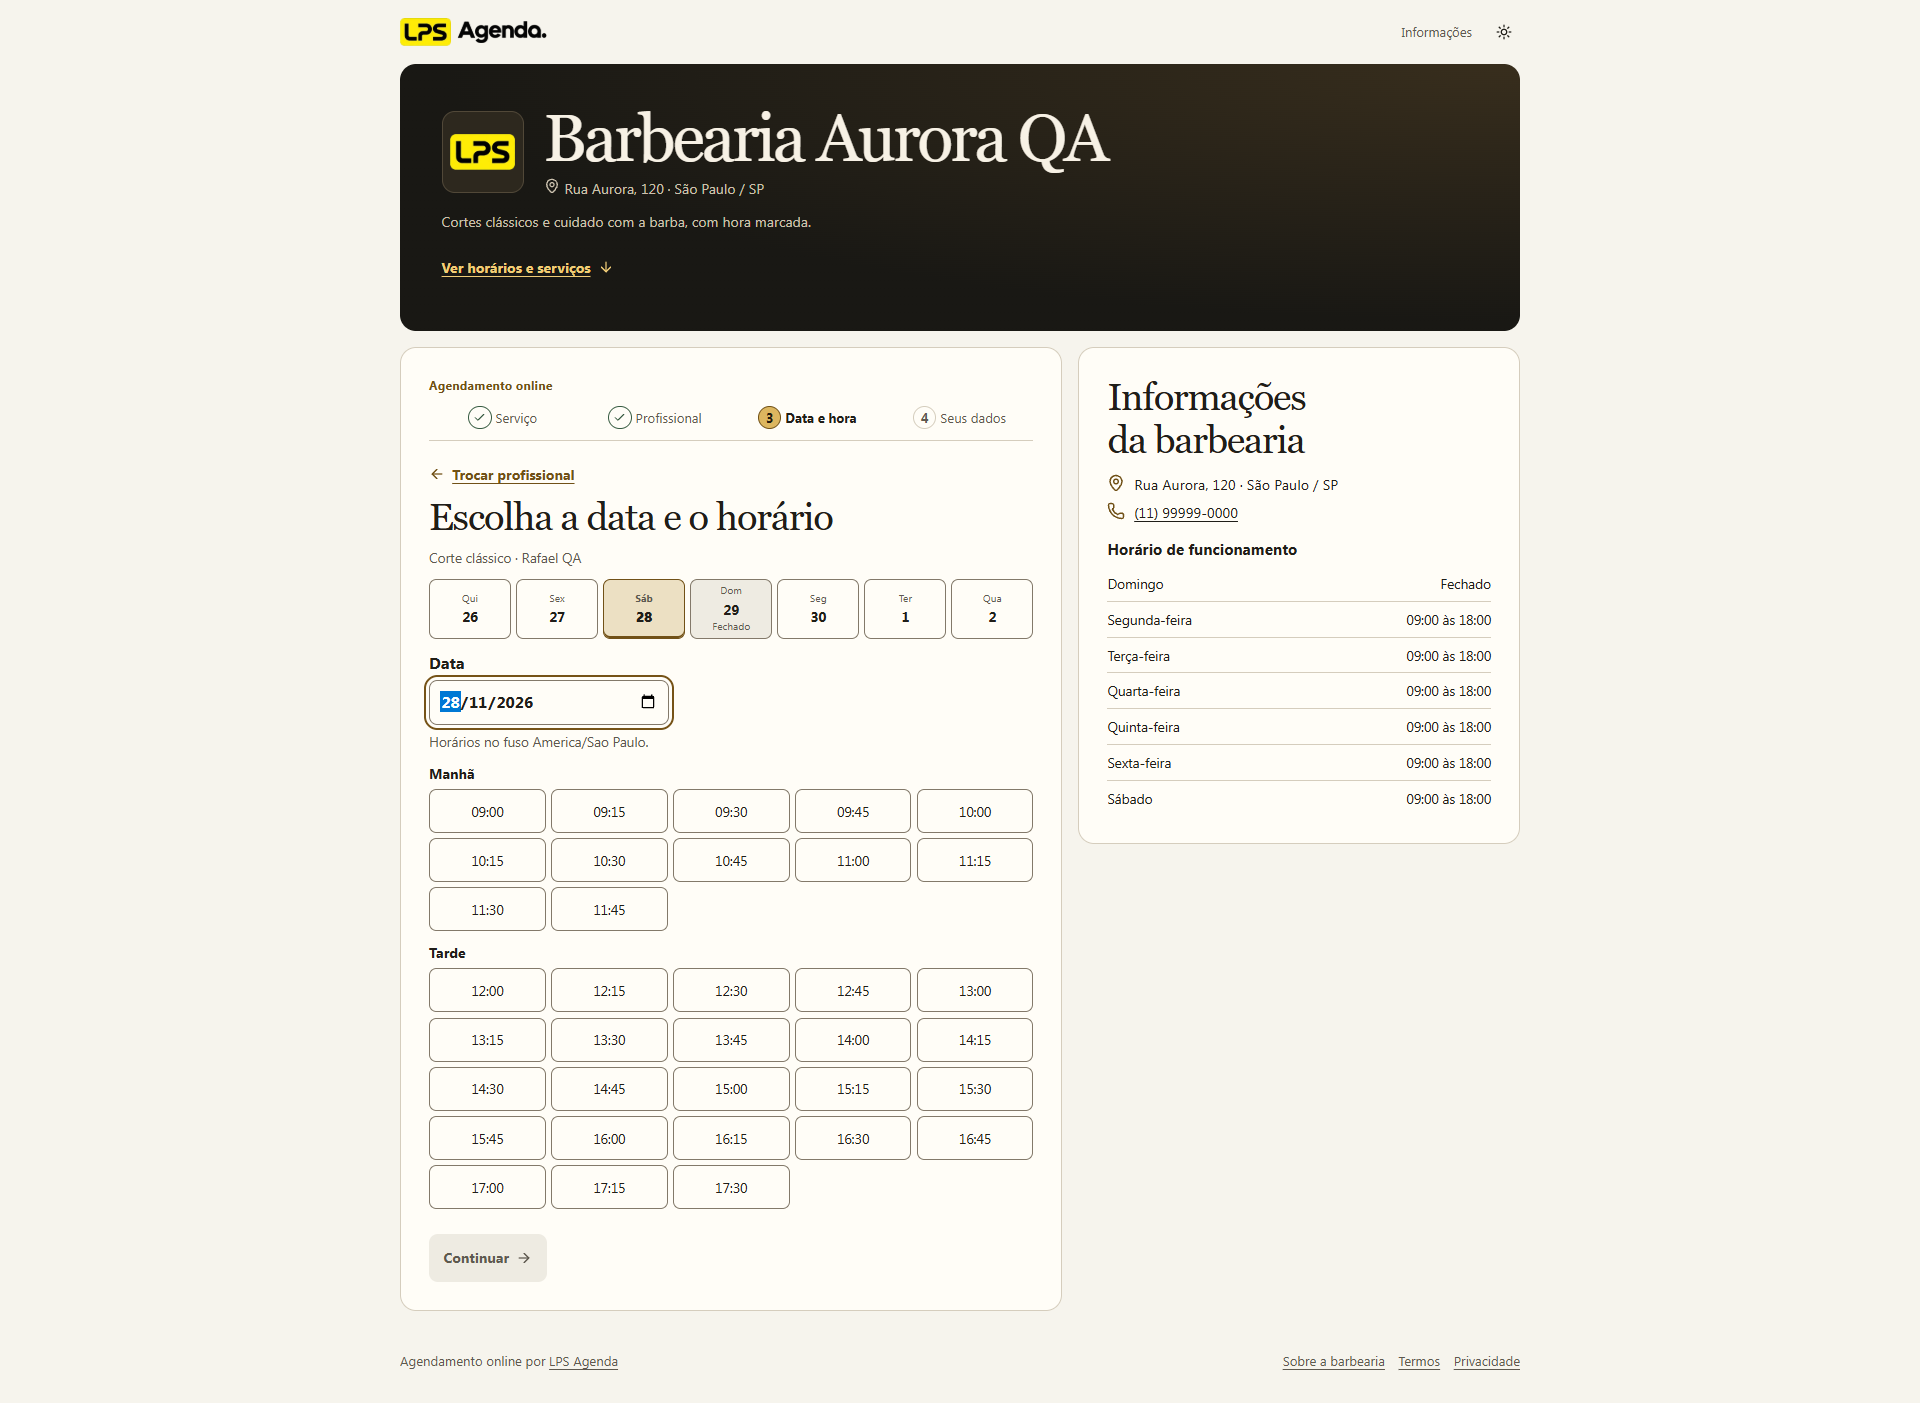 LPS Agenda.
Informações
LPS
Barbearia Aurora QA
Rua Aurora, 120 · São Paulo / SP
Cortes clássicos e cuidado com a barba, com hora marcada.
Ver horários e serviços
Agendamento online
Serviço
Profissional
3 Data e hora
4 Seus dados
Trocar profissional
Escolha a data e o horário
Corte clássico · Rafael QA
Qui 26
Sex 27
Sáb 28
Dom 29 Fechado
Seg 30
Ter 1
Qua 2
Data
28/11/2026
Horários no fuso America/Sao Paulo.
Manhã
09:00 09:15 09:30 09:45 10:00
10:15 10:30 10:45 11:00 11:15
11:30 11:45
Tarde
12:00 12:15 12:30 12:45 13:00
13:15 13:30 13:45 14:00 14:15
14:30 14:45 15:00 15:15 15:30
15:45 16:00 16:15 16:30 16:45
17:00 17:15 17:30
Continuar
Informações
da barbearia
Rua Aurora, 120 · São Paulo / SP
(11) 99999-0000
Horário de funcionamento
Domingo Fechado
Segunda-feira 09:00 às 18:00
Terça-feira 09:00 às 18:00
Quarta-feira 09:00 às 18:00
Quinta-feira 09:00 às 18:00
Sexta-feira 09:00 às 18:00
Sábado 09:00 às 18:00
Agendamento online por LPS Agenda
Sobre a barbearia Termos Privacidade